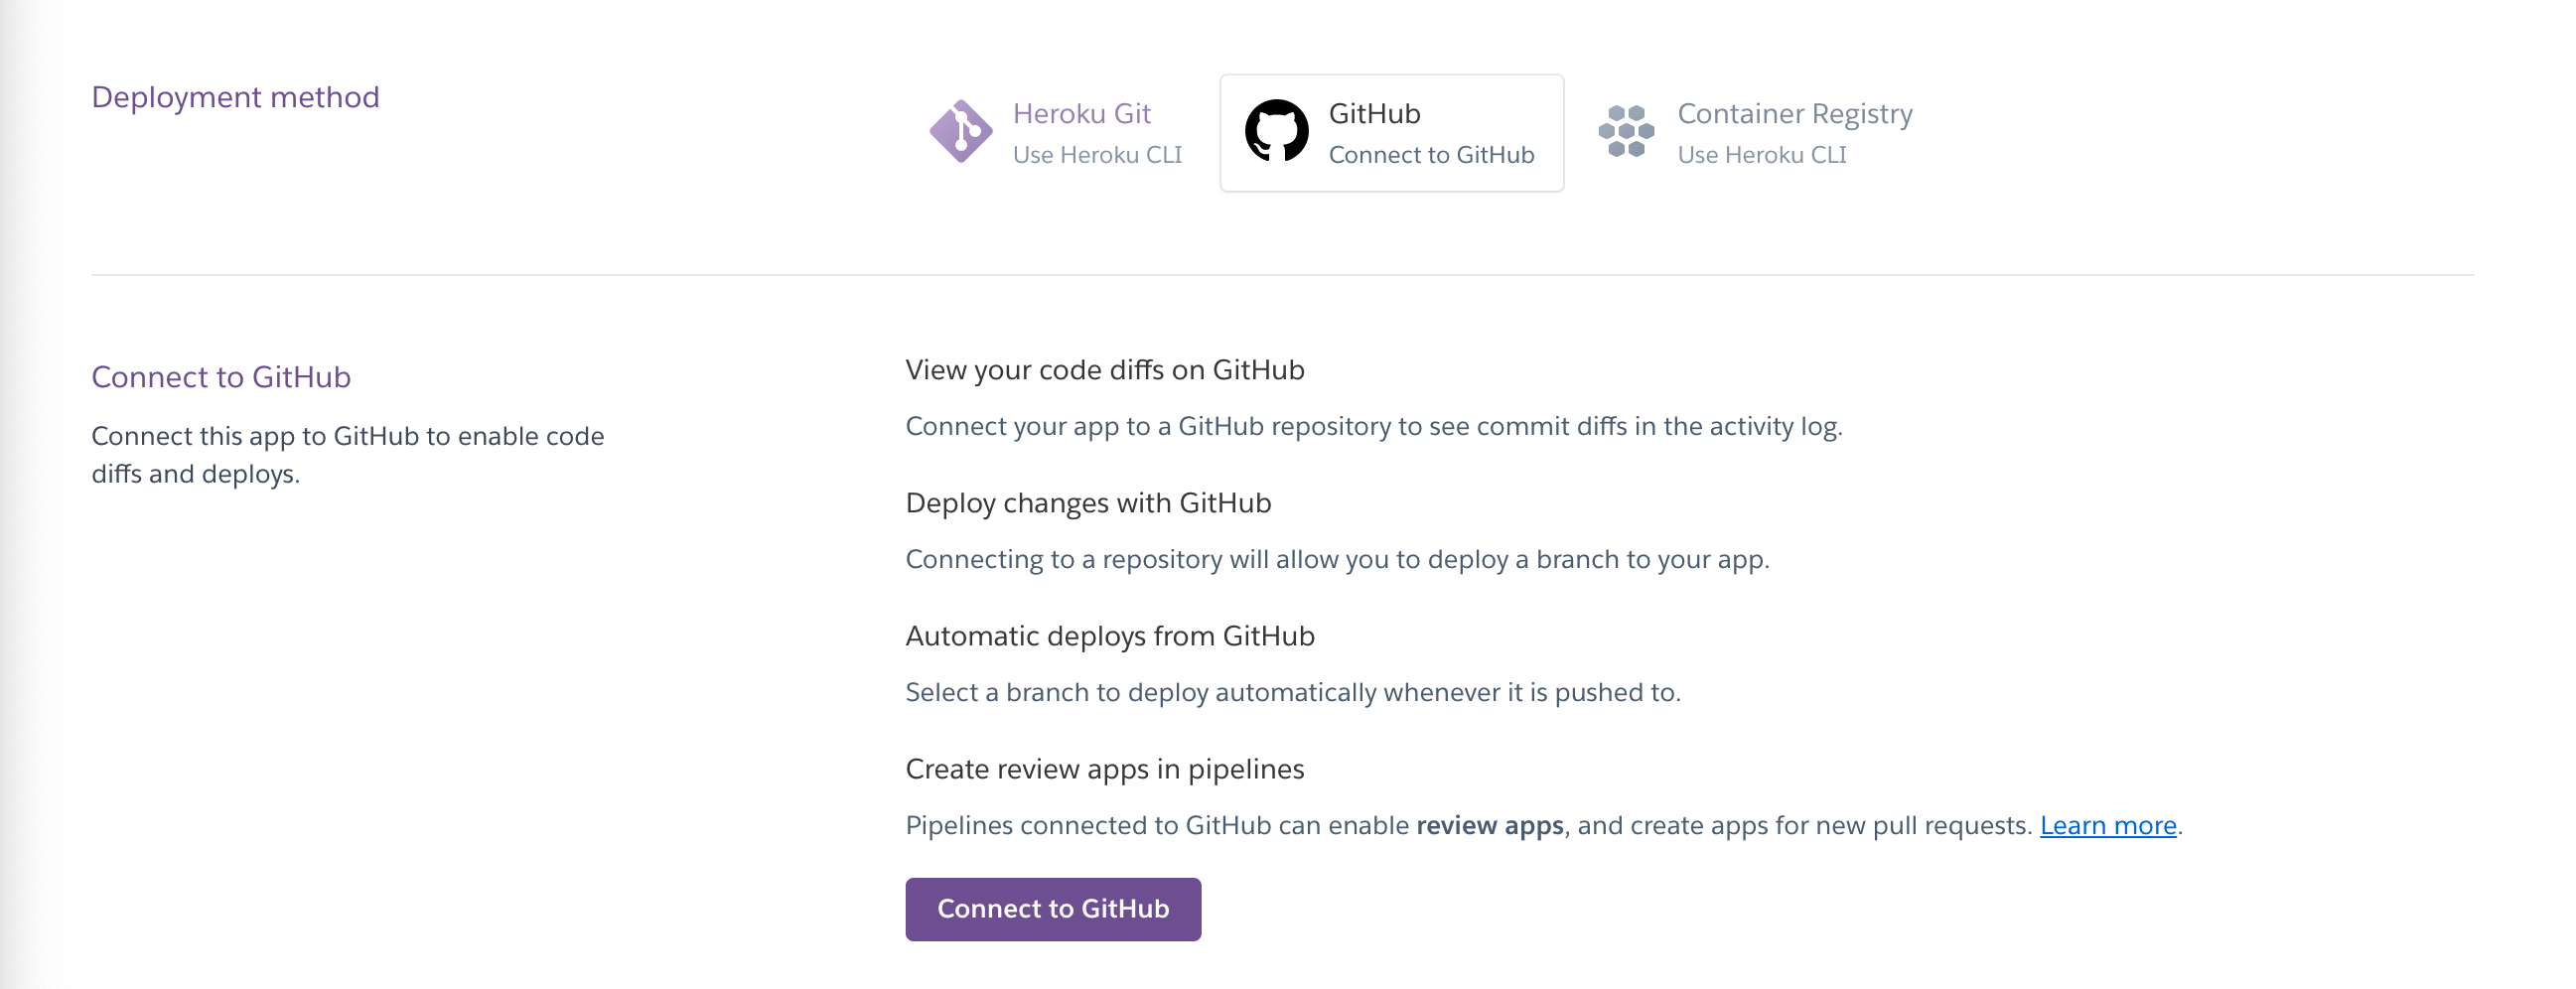 Deployment method
Heroku Git
Use Heroku CLI
GitHub
Connect to GitHub
Container Registry
Use Heroku CLI
Connect to GitHub
Connect this app to GitHub to enable code
diffs and deploys.
View your code diffs on GitHub
Connect your app to a GitHub repository to see commit diffs in the activity log.
Deploy changes with GitHub
Connecting to a repository will allow you to deploy a branch to your app.
Automatic deploys from GitHub
Select a branch to deploy automatically whenever it is pushed to.
Create review apps in pipelines
Pipelines connected to GitHub can enable review apps, and create apps for new pull requests. Learn more.
Connect to GitHub